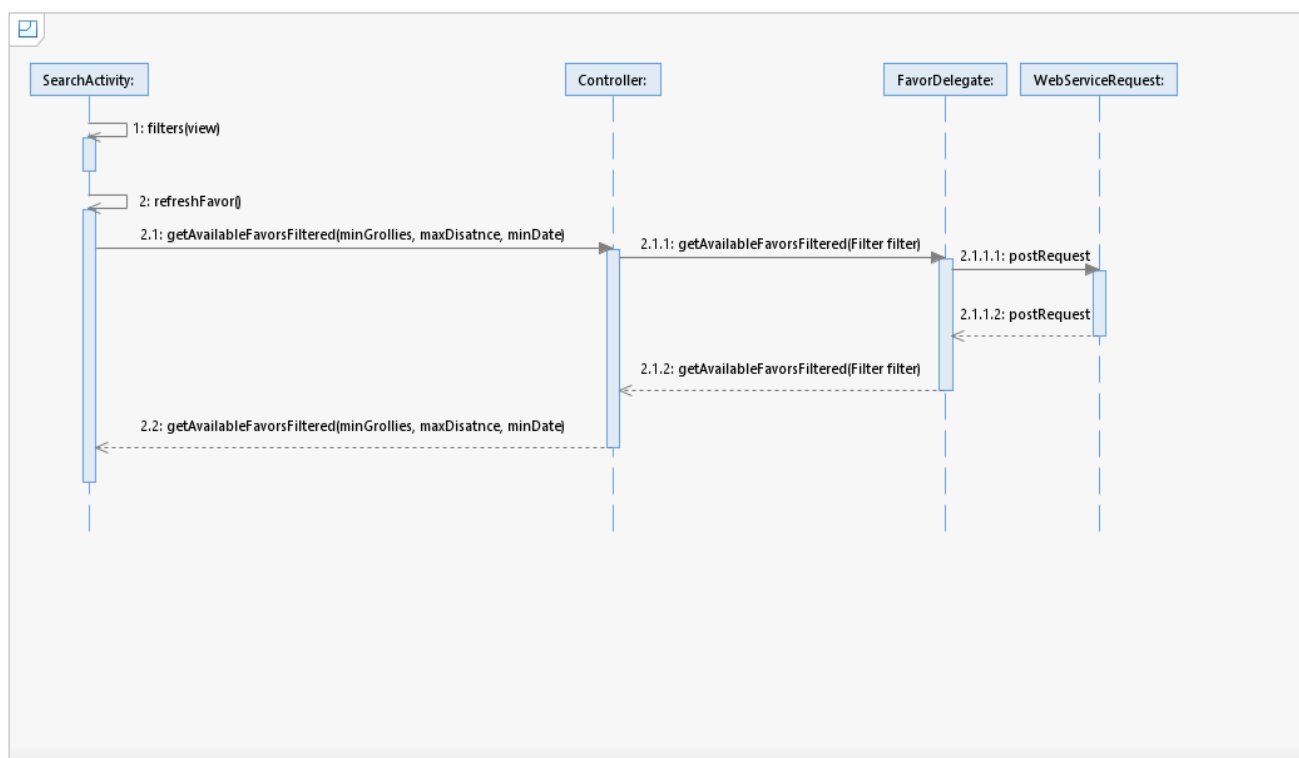 SearchActivity:
Controller:
FavorDelegate:
WebServiceRequest:
1: filters(view)
2: refreshFavor()
2.1: getAvailableFavorsFiltered(minGrollies, maxDisatnce, minDate)
2.1.1: getAvailableFavorsFiltered(Filter filter)
2.1.1.1: postRequest
2.1.1.2: postRequest
2.1.2: getAvailableFavorsFiltered(Filter filter)
2.2: getAvailableFavorsFiltered(minGrollies, maxDisatnce, minDate)